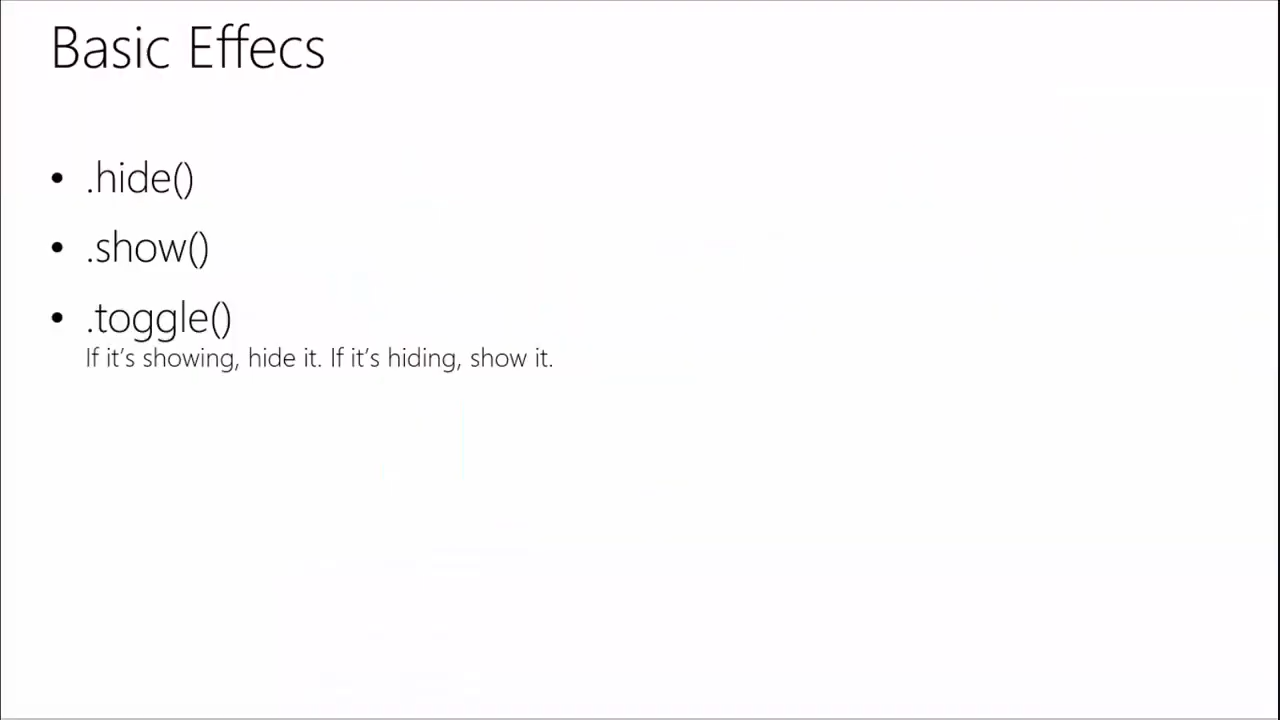 Basic Effecs
• .hide()
• .show()
• .toggle()
If it’s showing, hide it. If it’s hiding, show it.